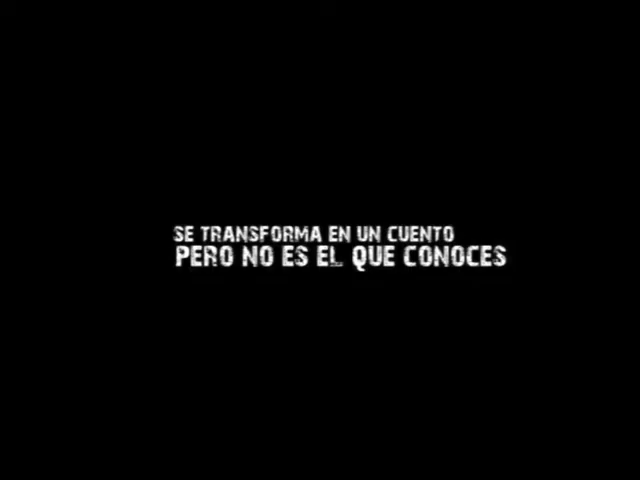 SE TRANSFORMA EN UN CUENTO
PERO NO ES EL QUE CONOCES